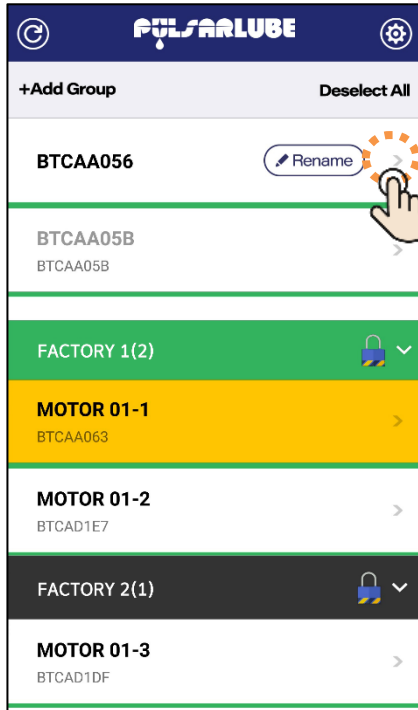 PULSARLUBE
+Add Group Deselect All
BTCAA056 Rename
BTCAA05B
BTCAA05B
FACTORY 1(2)
MOTOR 01-1
BTCAA063
MOTOR 01-2
BTCAD1E7
FACTORY 2(1)
MOTOR 01-3
BTCAD1DF